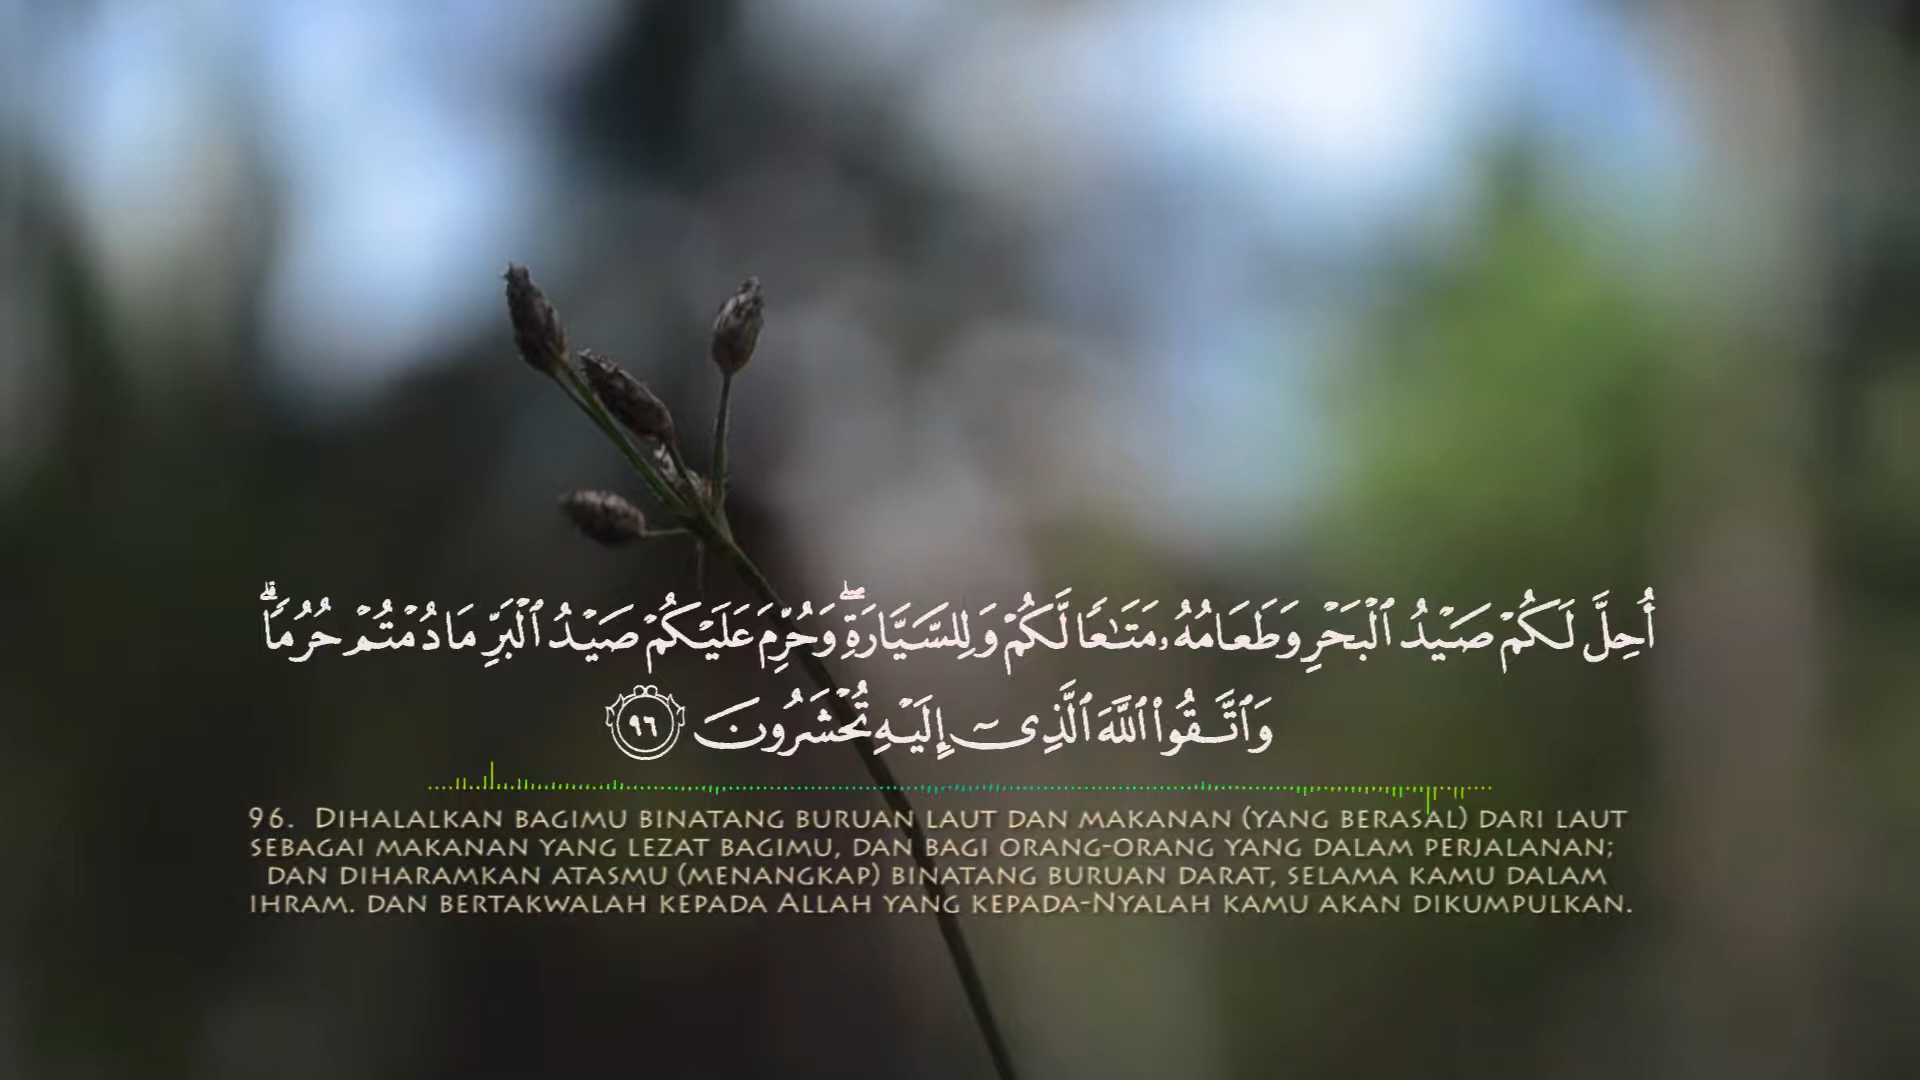 أُحِلَّ لَكُمْ صَيْدُ ٱلْبَحْرِ وَطَعَامُهُۥ مَتَـٰعًا لَّكُمْ وَلِلسَّيَّارَةِ ۖ وَحُرِّمَ عَلَيْكُمْ صَيْدُ ٱلْبَرِّ مَا دُمْتُمْ حُرُمًا ۗ
وَٱتَّقُوا۟ ٱللَّهَ ٱلَّذِىٓ إِلَيْهِ تُحْشَرُونَ ٩٦
96. Dihalalkan bagimu binatang buruan laut dan makanan (yang berasal) dari laut
sebagai makanan yang lezat bagimu, dan bagi orang-orang yang dalam perjalanan;
dan diharamkan atasmu (menangkap) binatang buruan darat, selama kamu dalam
ihram. dan bertakwalah kepada Allah yang kepada-Nyalah kamu akan dikumpulkan.